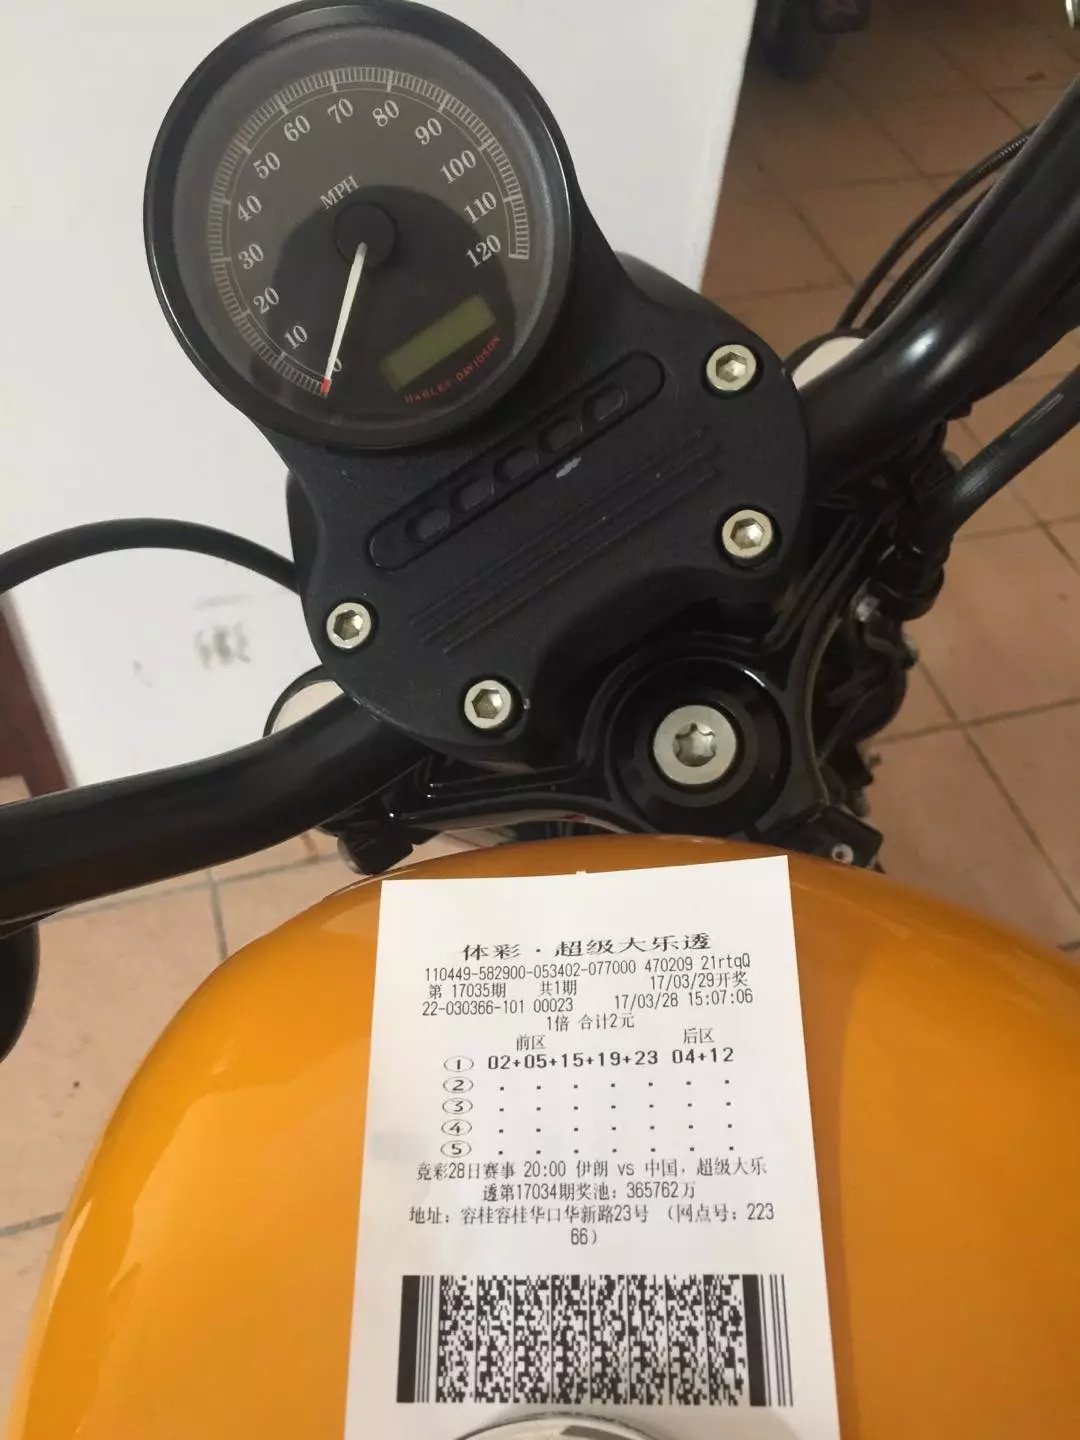 60 70 80
50 90
40 MPH 100
30 110
20 120
10
0
HARLEY-DAVIDSON
体彩·超级大乐透
110449-582900-053402-077000 470209 21rtqQ
第 17035期 共1期 17/03/29开奖
22-030366-101 00023 17/03/28 15:07:06
1倍 合计2元
前区 后区
① 02+05+15+19+23 04+12
②
③
④
⑤
竞彩28日赛事 20:00 伊朗 vs 中国，超级大乐
透第17034期奖池：365762万
地址：容桂容桂华口华新路23号 （网点号：223
66）